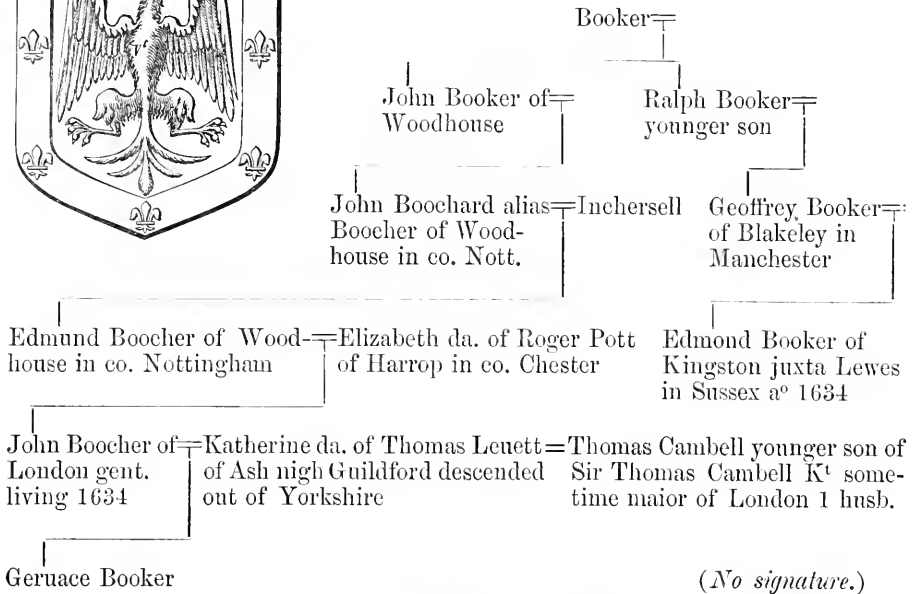 Booker
John Booker of
Woodhouse
Ralph Booker
younger son
John Boochard alias
Boocher of Wood-
house in co. Nott.
Inchersell
Geoffrey Booker
of Blakeley in
Manchester
Edmund Boocher of Wood-
house in co. Nottingham
Elizabeth da. of Roger Pott
of Harrop in co. Chester
Edmond Booker of
Kingston juxta Lewes
in Sussex aº 1634
John Boocher of
London gent.
living 1634
Katherine da. of Thomas Leuett
of Ash nigh Guildford descended
out of Yorkshire
Thomas Cambell younger son of
Sir Thomas Cambell Kᵗ some-
time maior of London 1 husb.
Geruace Booker
(No signature.)